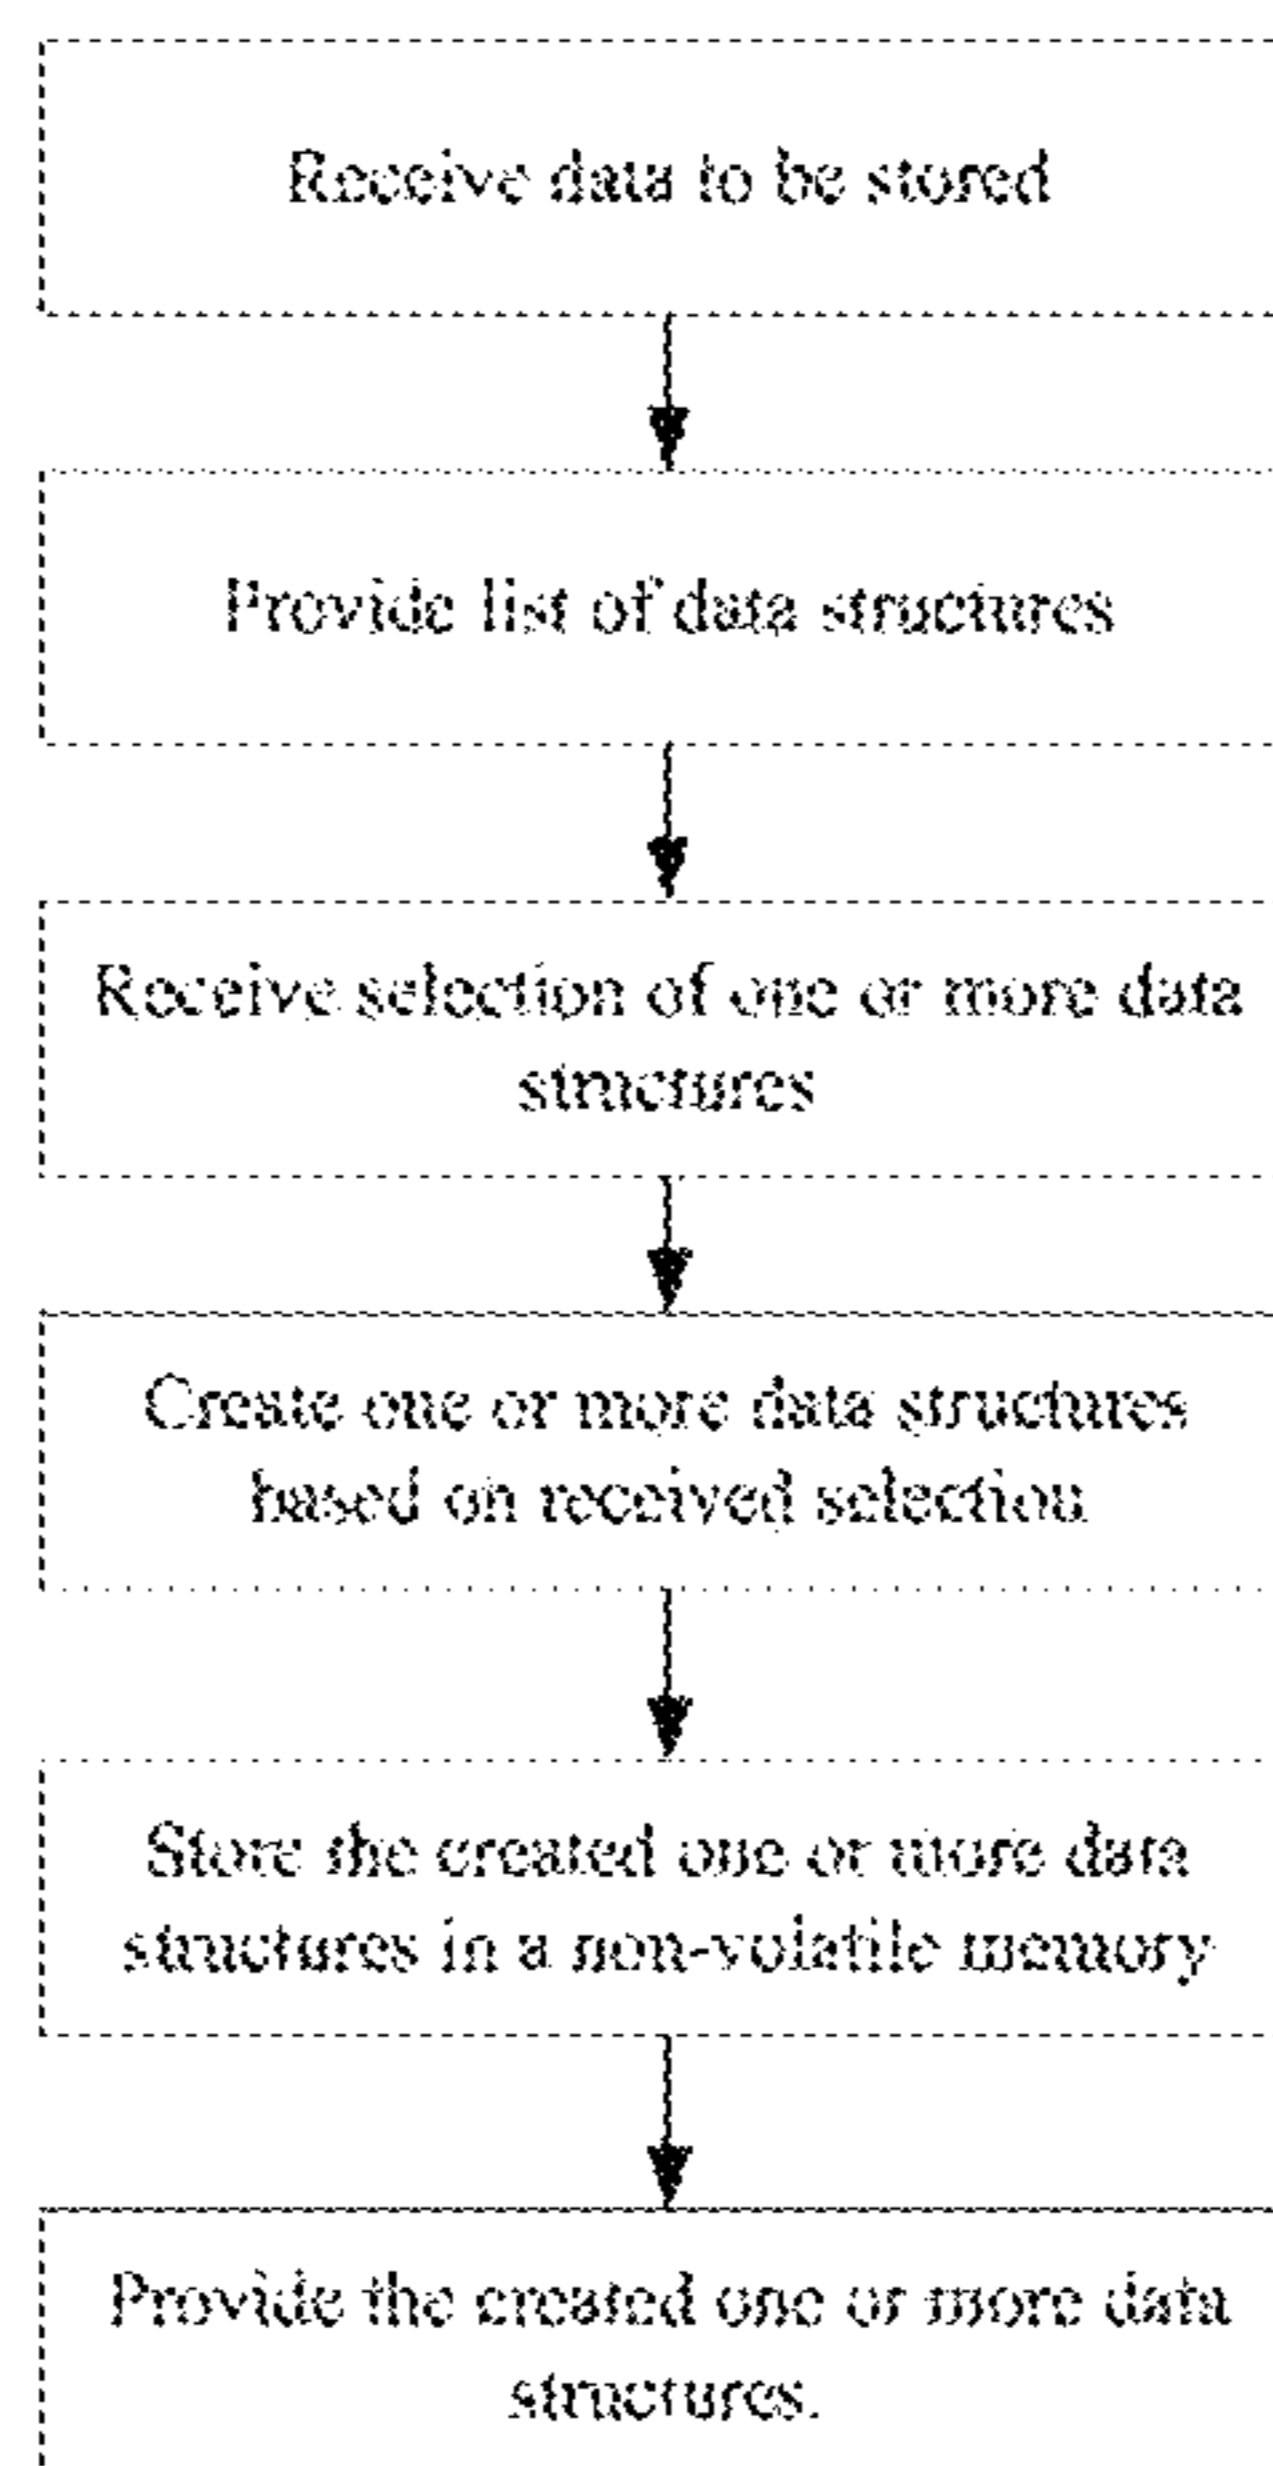 Receive data to be stored
Provide list of data structures
Receive selection of one or more data
structures
Create one or more data structures
based on received selection
Store the created one or more data
structures in a non-volatile memory
Provide the created one or more data
structures.